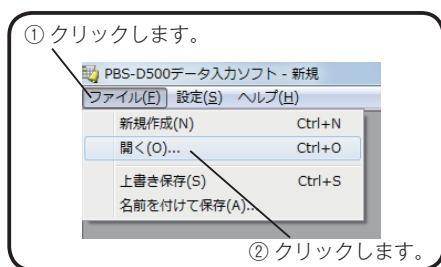 ① クリックします。
PBS-D500データ入力ソフト - 新規
ファイル(F) 設定(S) ヘルプ(H)
新規作成(N) Ctrl+N
開く(O)... Ctrl+O
上書き保存(S) Ctrl+S
名前を付けて保存(A)...
② クリックします。